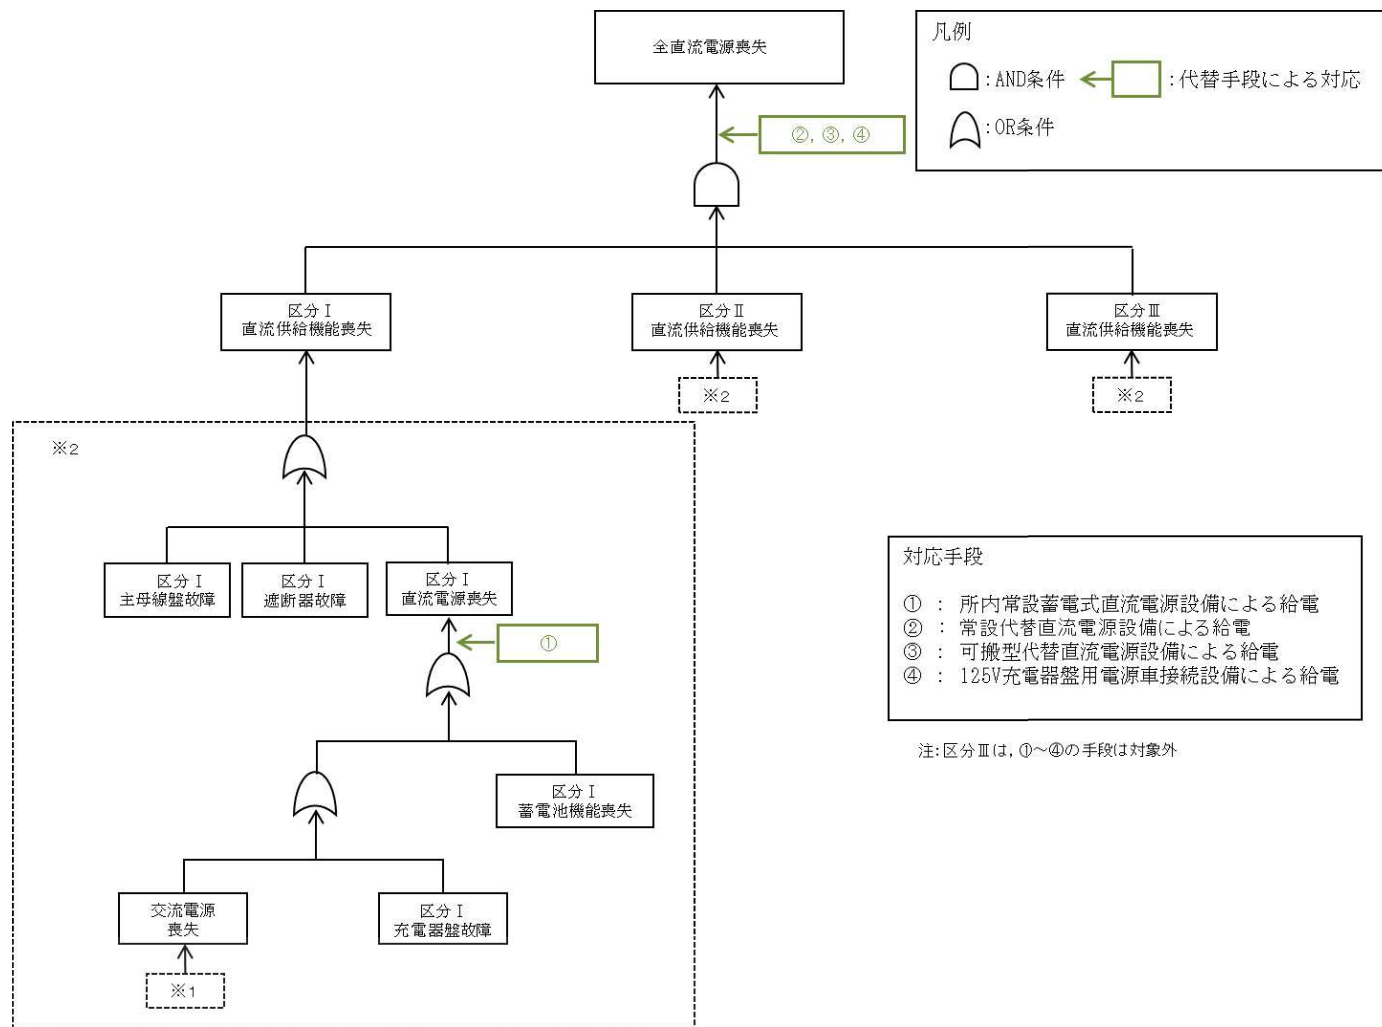 全直流電源喪失
凡例
：AND条件
：代替手段による対応
：OR条件
②, ③, ④
区分Ⅰ
直流供給機能喪失
区分Ⅱ
直流供給機能喪失
区分Ⅲ
直流供給機能喪失
※2
※2
※2
区分Ⅰ
主母線盤故障
区分Ⅰ
遮断器故障
区分Ⅰ
直流電源喪失
①
区分Ⅰ
蓄電池機能喪失
交流電源
喪失
区分Ⅰ
充電器盤故障
※1
対応手段
① ： 所内常設蓄電式直流電源設備による給電
② ： 常設代替直流電源設備による給電
③ ： 可搬型代替直流電源設備による給電
④ ： 125V充電器盤用電源車接続設備による給電
注:区分Ⅲは, ①～④の手段は対象外